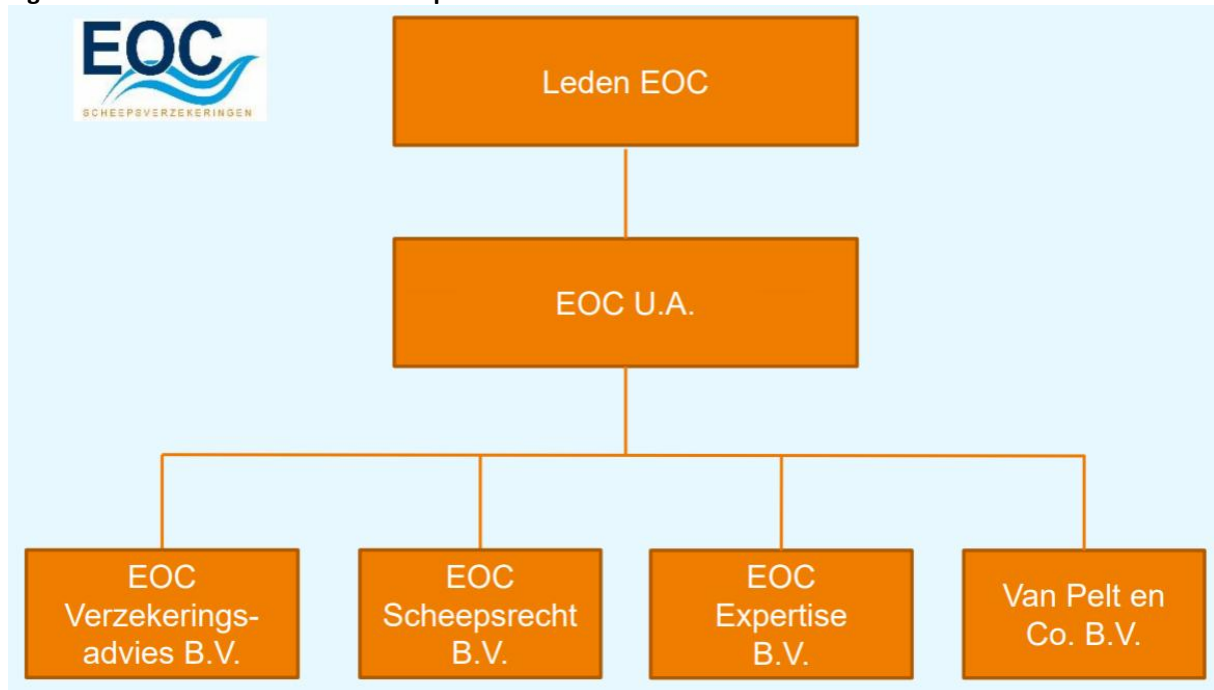 EOC
SCHEEPSVERZEKERINGEN
Leden EOC
EOC U.A.
EOC
Verzekerings-
advies B.V.
EOC
Scheepsrecht
B.V.
EOC
Expertise
B.V.
Van Pelt en
Co. B.V.